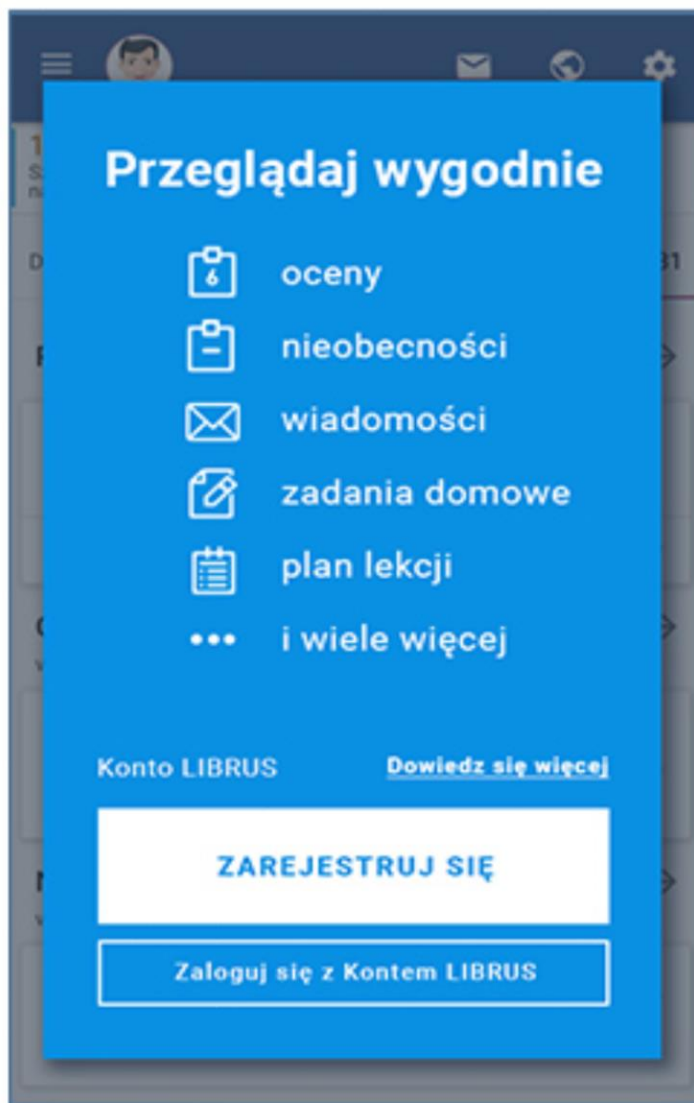 Przeglądaj wygodnie
6
oceny
nieobecności
wiadomości
zadania domowe
plan lekcji
i wiele więcej
Konto LIBRUS
Dowiedz się więcej
ZAREJESTRUJ SIĘ
Zaloguj się z Kontem LIBRUS